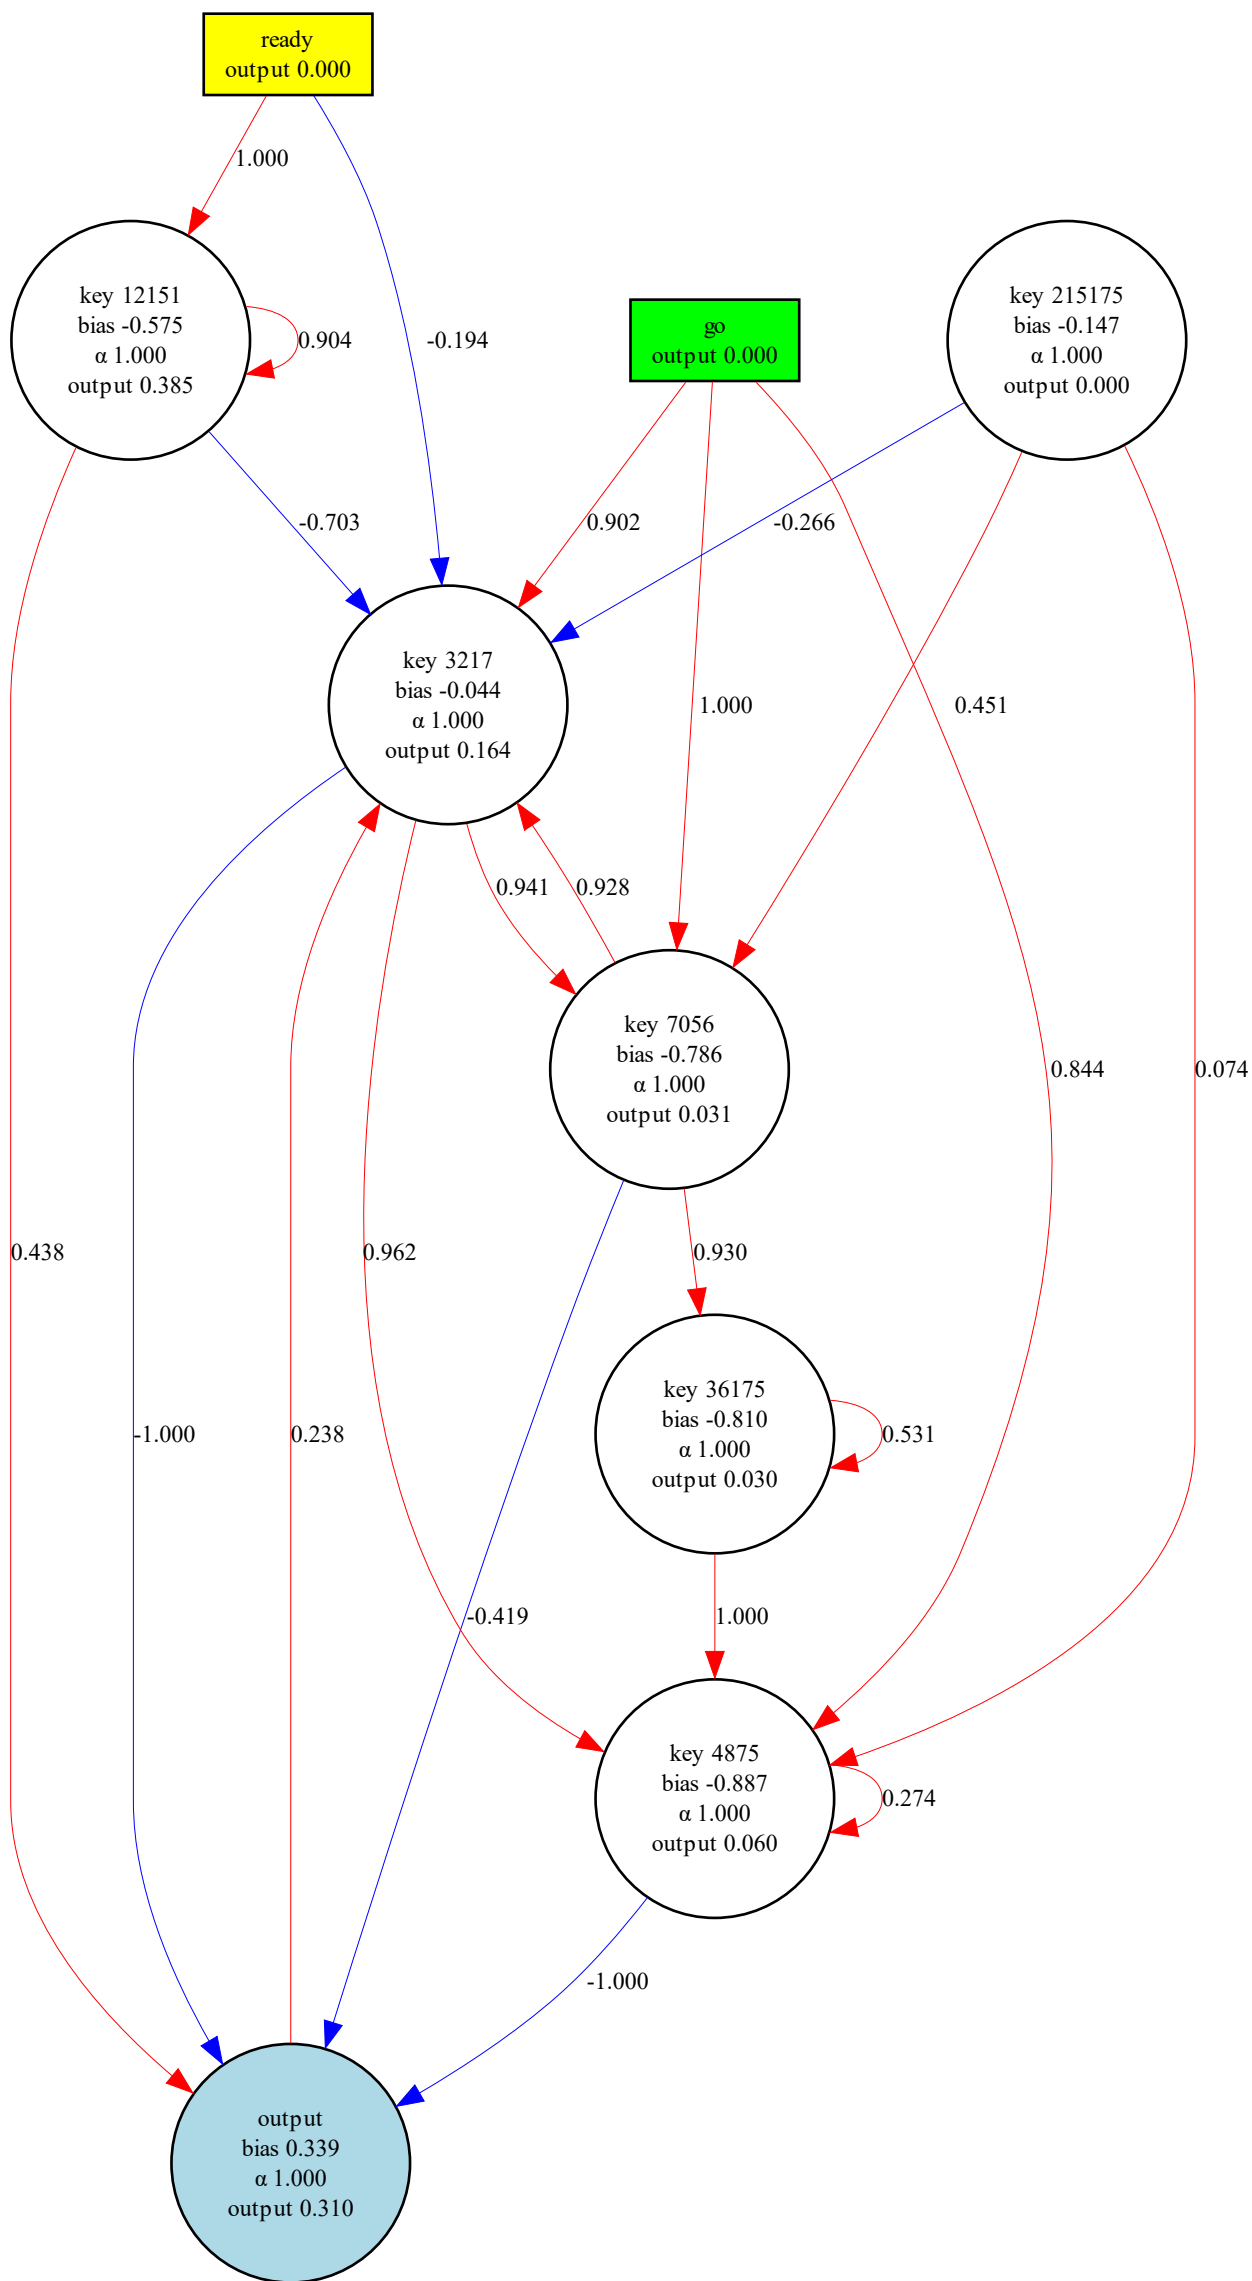 ready
output 0.000
1.000
key 12151
bias -0.575
α 1.000
output 0.385
0.904
-0.194
go
output 0.000
key 215175
bias -0.147
α 1.000
output 0.000
-0.703
0.902
-0.266
key 3217
bias -0.044
α 1.000
output 0.164
1.000
0.451
0.941
0.928
key 7056
bias -0.786
α 1.000
output 0.031
0.844
0.074
0.438
0.962
0.930
key 36175
bias -0.810
α 1.000
output 0.030
0.531
-1.000
0.238
-0.419
1.000
key 4875
bias -0.887
α 1.000
output 0.060
0.274
-1.000
output
bias 0.339
α 1.000
output 0.310